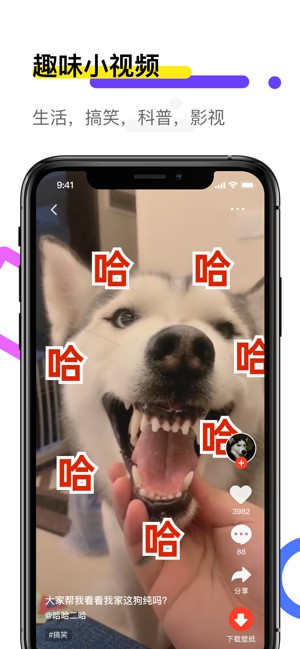 趣味小视频
生活，搞笑，科普，影视
9:41
哈 哈
哈 哈
哈
哈
哈
3982
88
分享
大家帮我看看我家这狗纯吗?
@哈哈二哈
#搞笑
下载壁纸